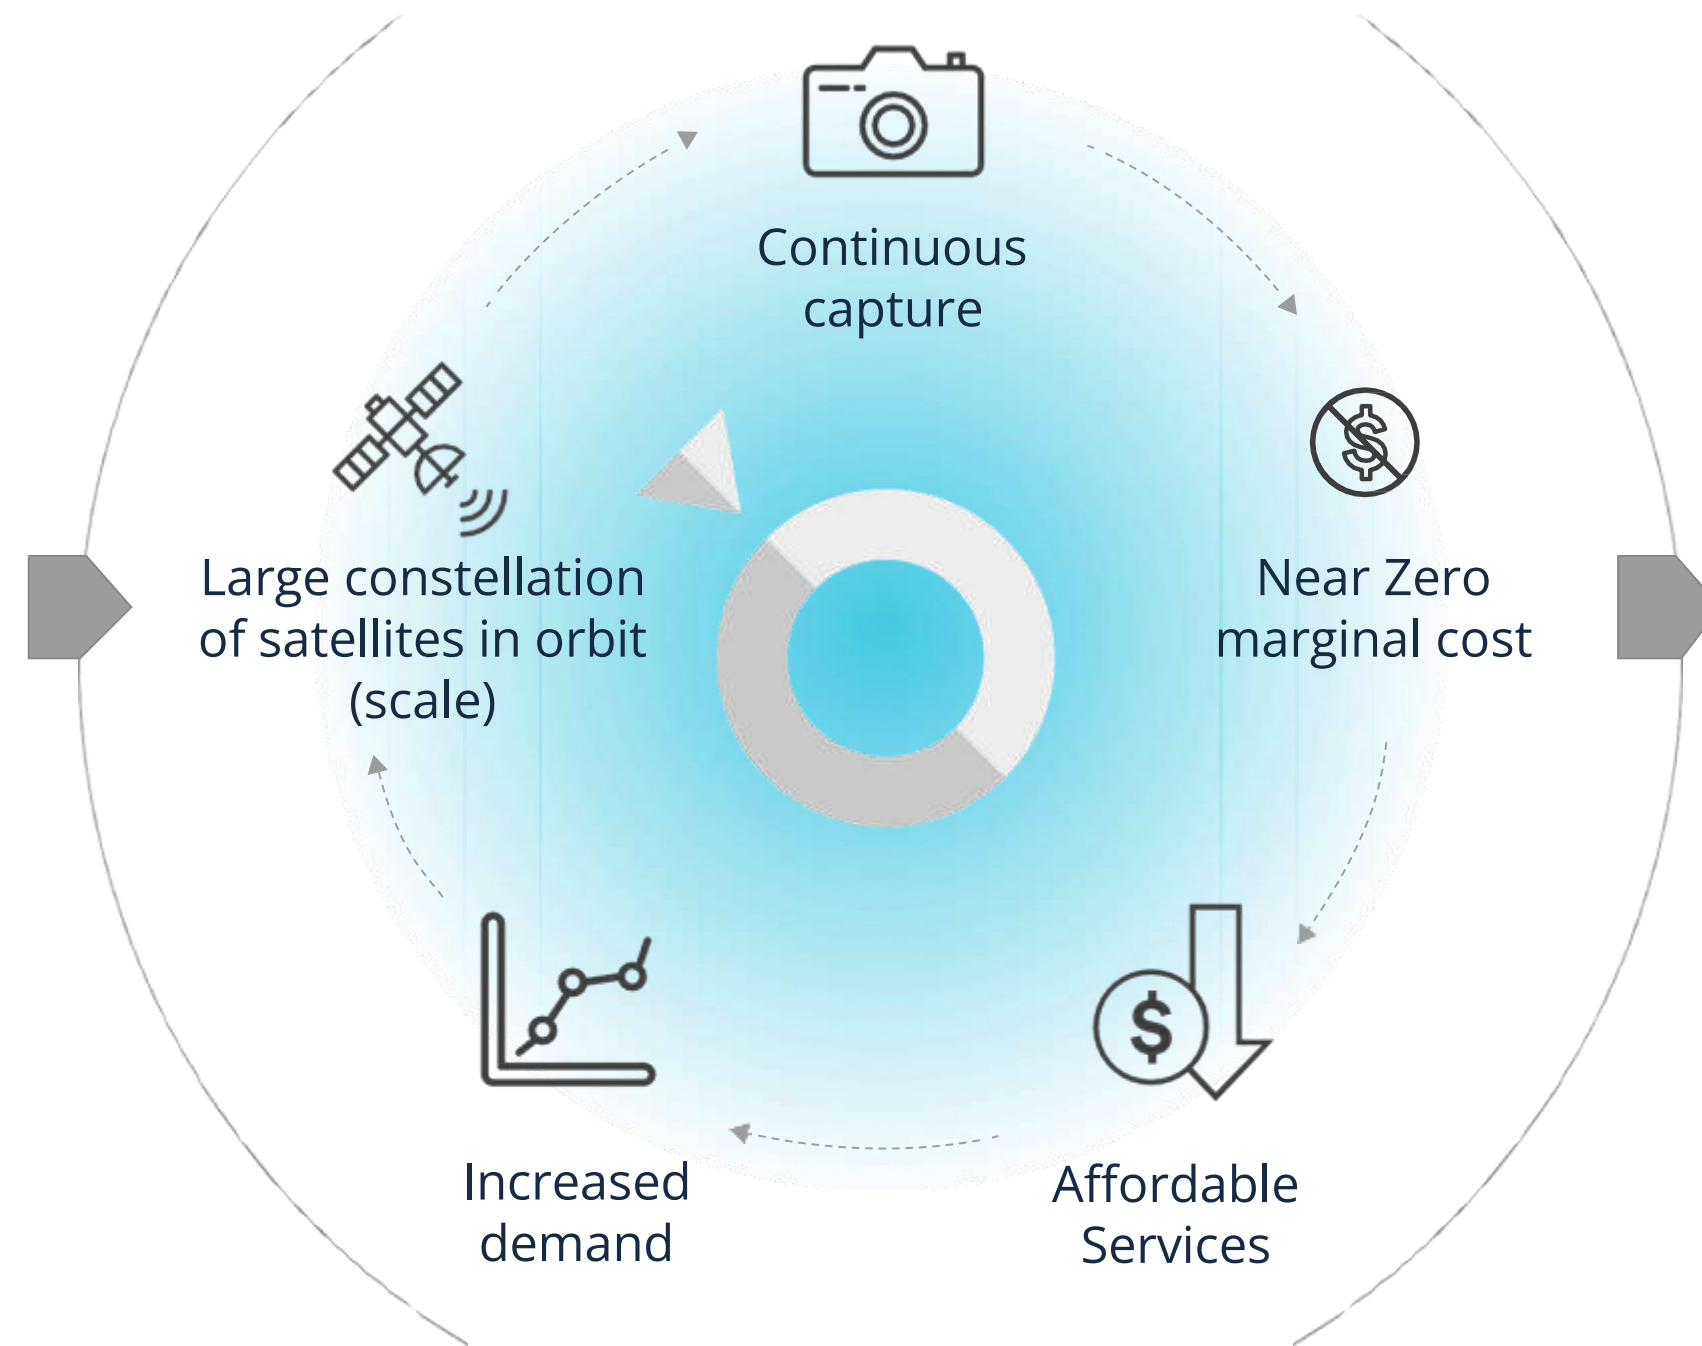 Continuous
capture
Large constellation
of satellites in orbit
(scale)
Near Zero
marginal cost
Increased
demand
Affordable
Services
$
$